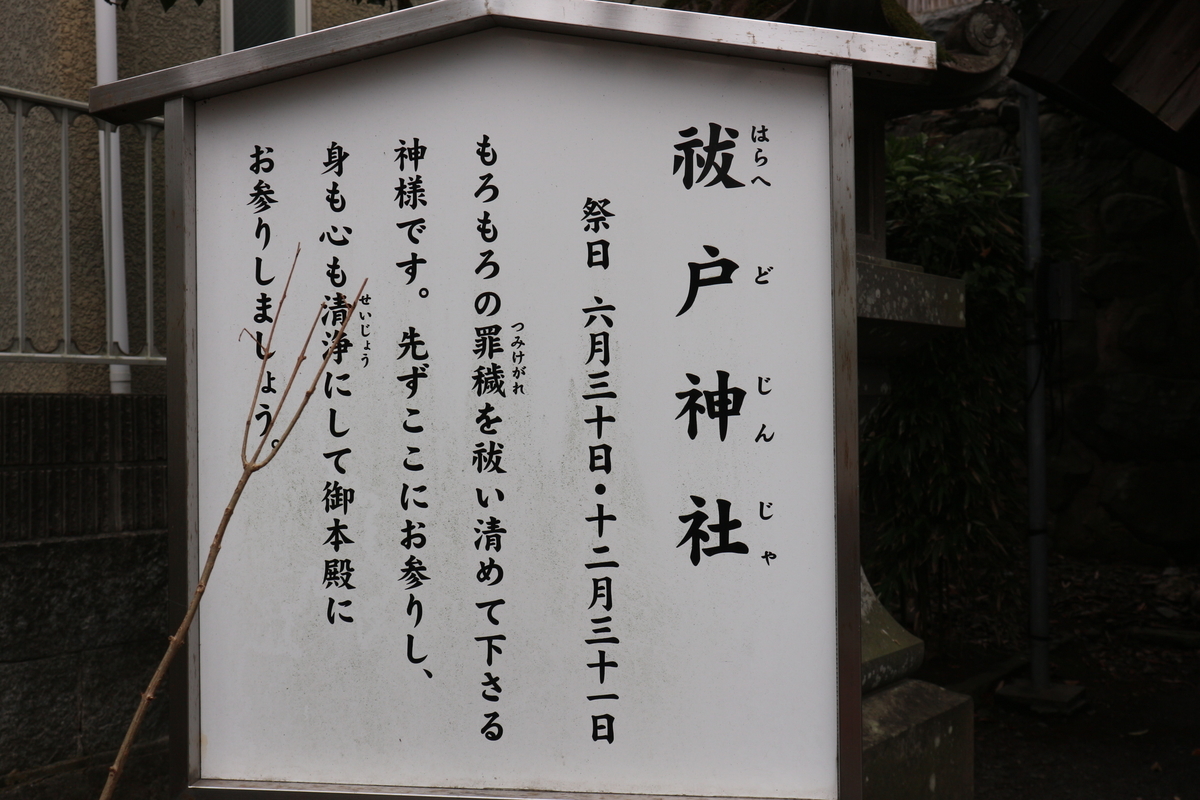 祓戸神社
はらへどじんじゃ
祭日 六月三十日・十二月三十一日
もろもろの罪穢を祓い清めて下さる
つみけがれ
神様です。先ずここにお参りし、
身も心も清浄にして御本殿に
せいじょう
お参りしましょう。